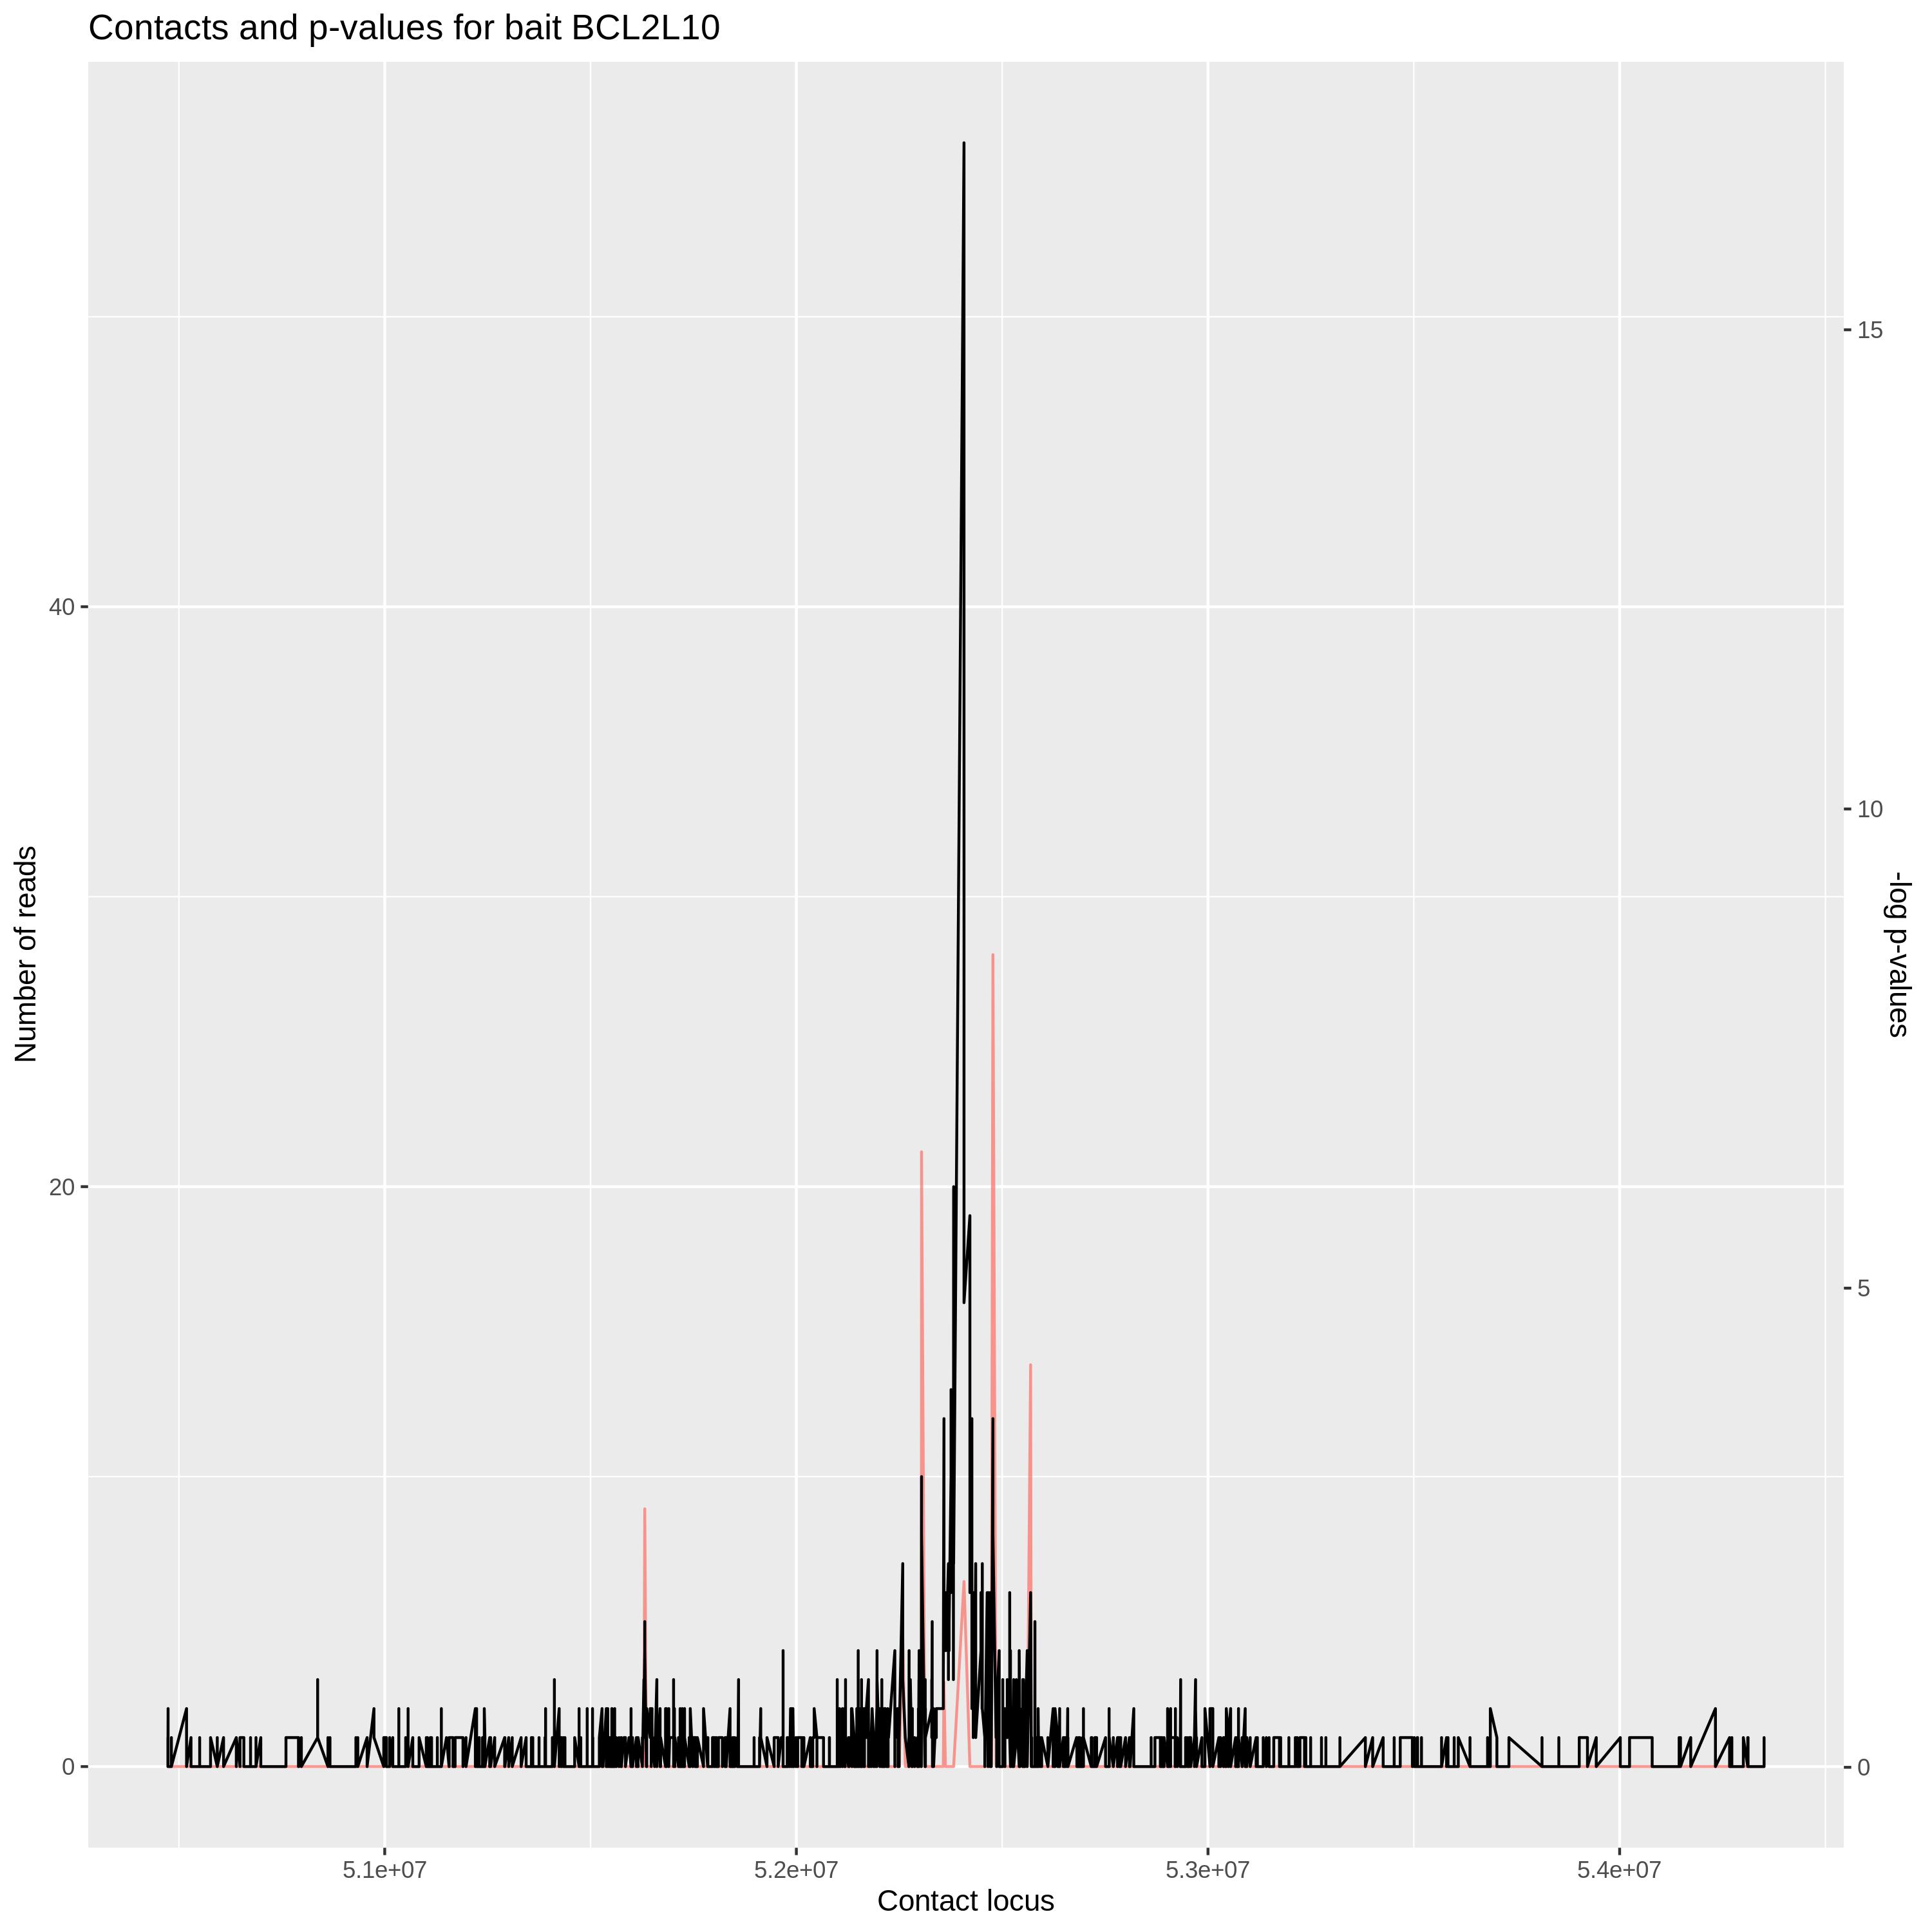 Contacts and p-values for bait BCL2L10
Number of reads
40
20
0
15
10
5
0
-log p-values
5.1e+07
5.2e+07
5.3e+07
5.4e+07
Contact locus